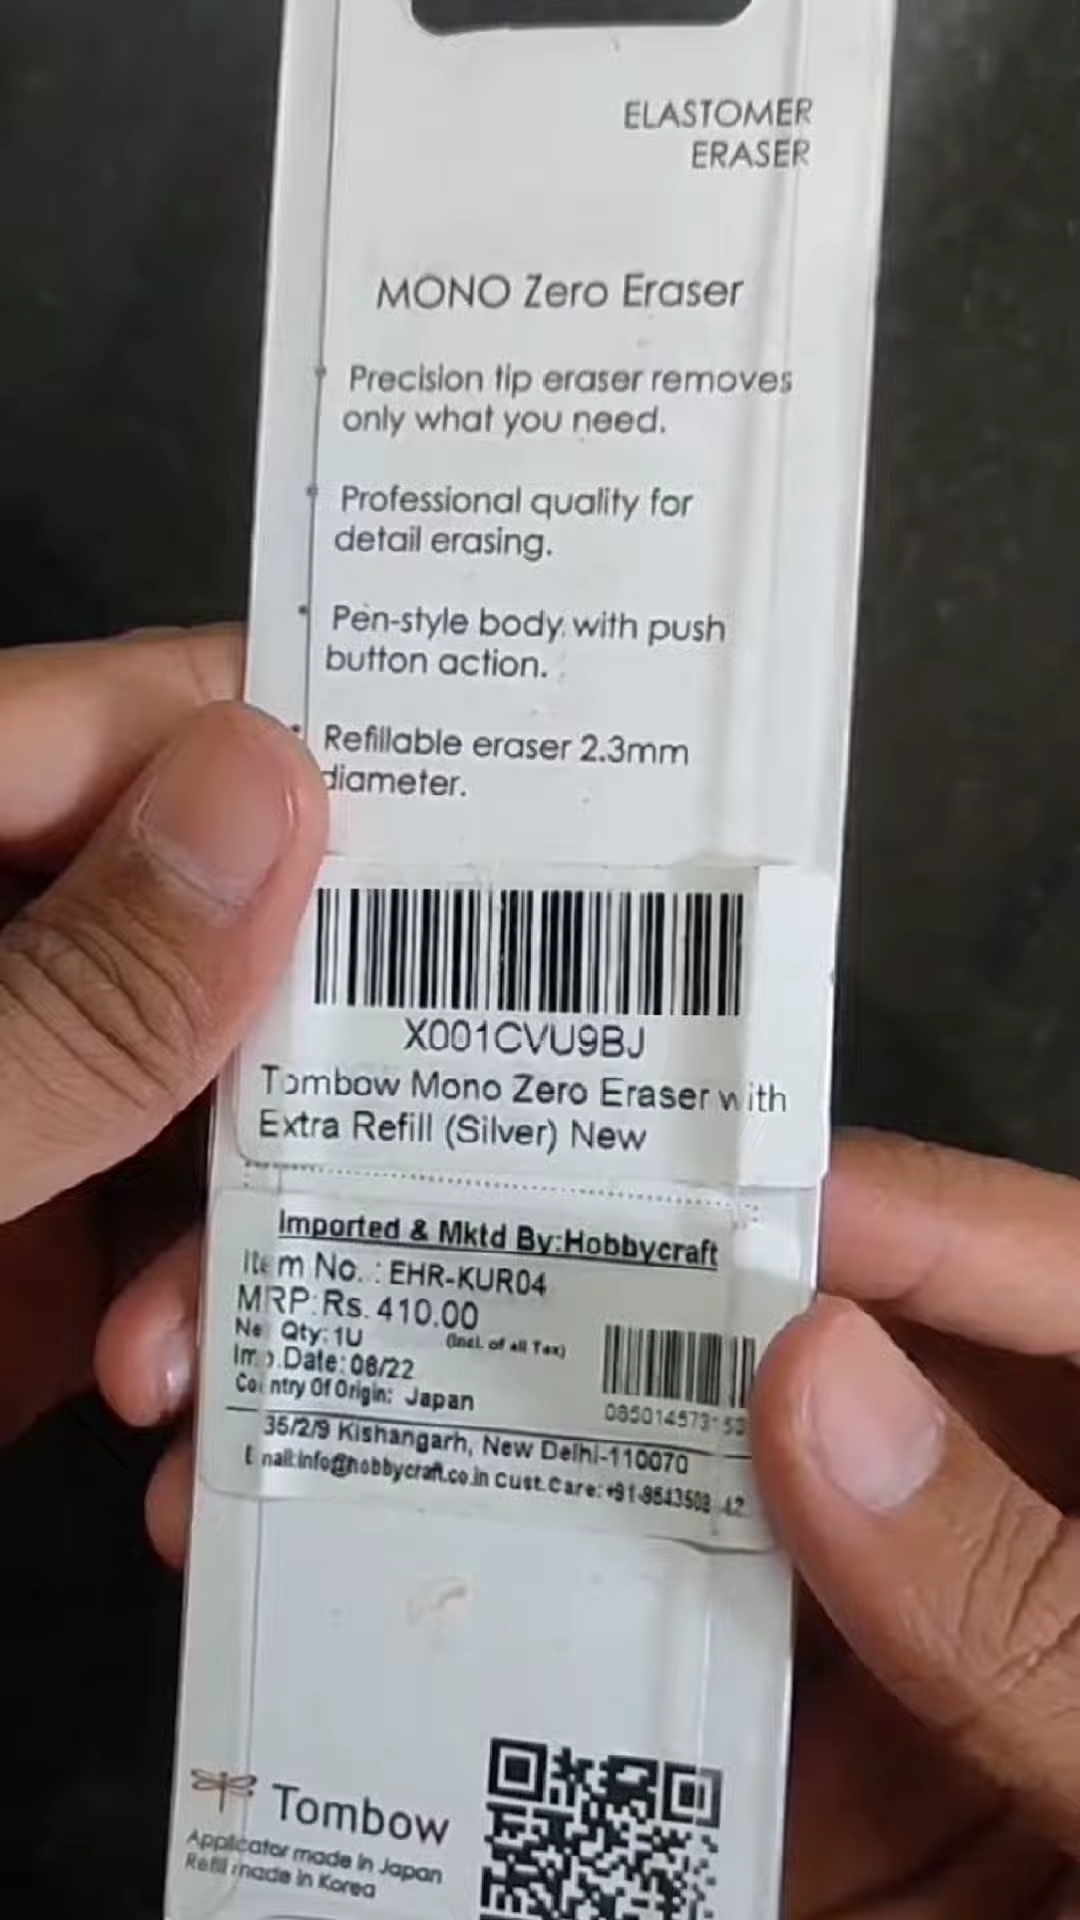 ELASTOMER
ERASER
MONO Zero Eraser
Precision tip eraser removes
only what you need.
Professional quality for
detail erasing.
Pen-style body with push
button action.
Refillable eraser 2.3mm
diameter.
X001CVU9BJ
Tombow Mono Zero Eraser with
Extra Refill (Silver) New
Imported & Mktd By:Hobbycraft
Item No. : EHR-KUR04
MRP:Rs. 410.00
(Incl. of all Tax)
Net Qty: 1U
Imp.Date: 08/22
Country Of Origin: Japan
35/2/9 Kishangarh, New Delhi-110070
Email:info@hobbycraft.co.in Cust.Care:
Tombow
Applicator made in Japan
Refill made in Korea